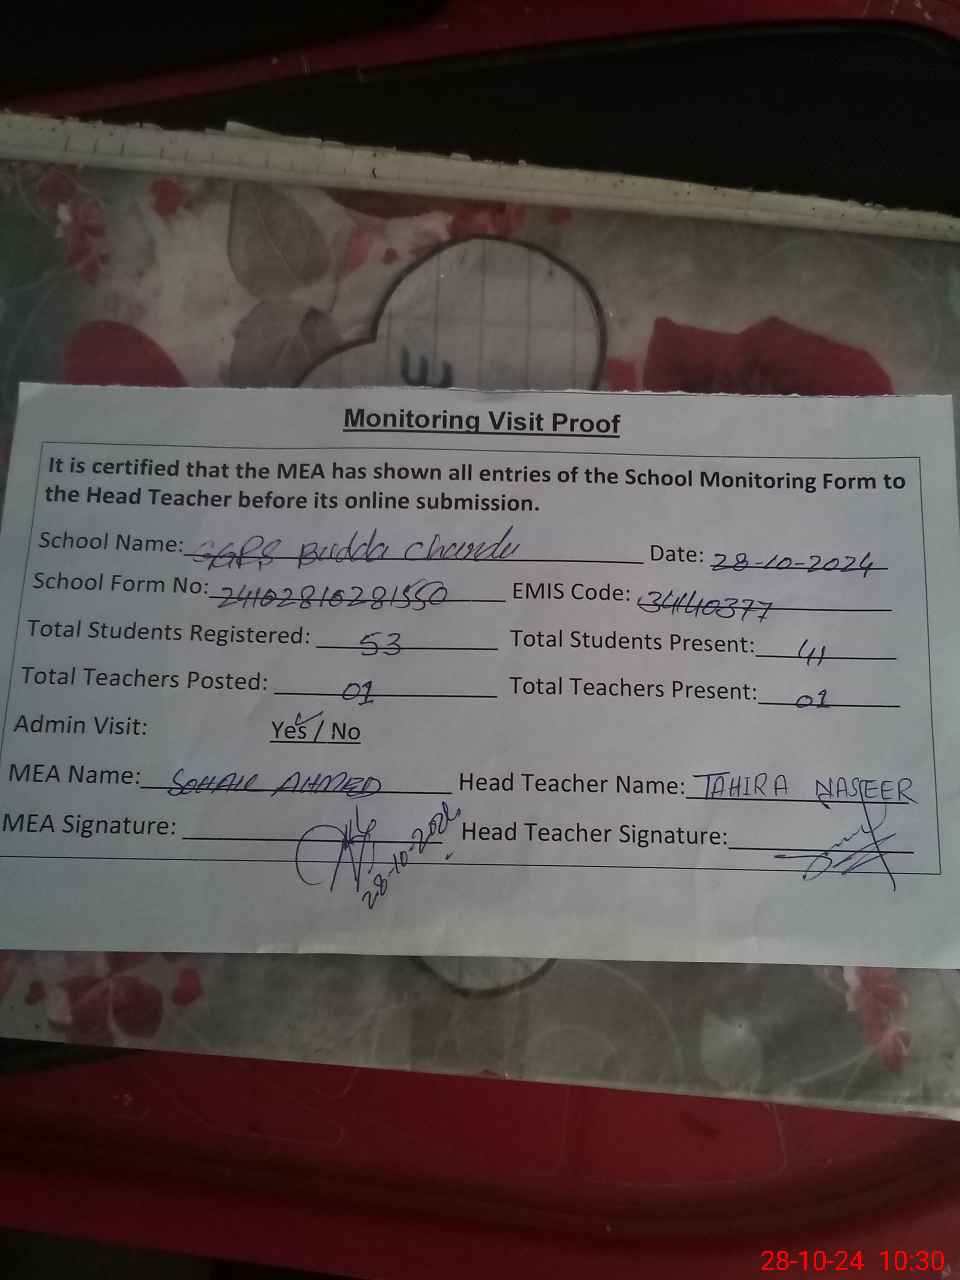 Monitoring Visit Proof
It is certified that the MEA has shown all entries of the School Monitoring Form to
the Head Teacher before its online submission.
School Name: GGPS Budda Chandu Date: 28-10-2024
School Form No: 24102810281550 EMIS Code: 34440377
Total Students Registered: 53 Total Students Present: 41
Total Teachers Posted: 01 Total Teachers Present: 01
Admin Visit: Yes / No
MEA Name: SOHAIL AHMED Head Teacher Name: TAHIRA NASEER
MEA Signature: Head Teacher Signature:
28-10-2024
28-10-24 10:30